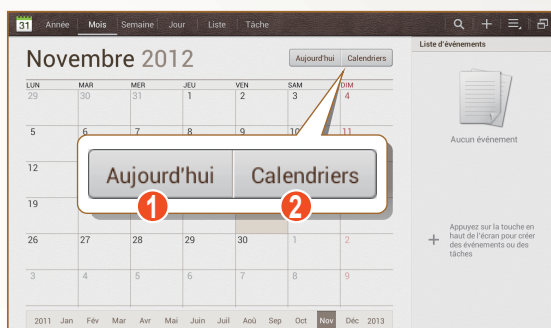 31 Année Mois Semaine Jour Liste Tâche
Novembre 2012
Aujourd'hui Calendriers
LUN MAR MER JEU VEN SAM DIM
29 30 31 1 2 3 4
5 6 7 8 9 10 11
Aujourd'hui Calendriers
1 2
12
19
26 27 28 29 30 1 2
3 4 5 6 7 8 9
2011 Jan Fév Mar Avr Mai Juin Juil Aoû Sep Oct Nov Déc 2013
Liste d'événements
Aucun événement
Appuyez sur la touche en
haut de l'écran pour créer
des événements ou des
tâches